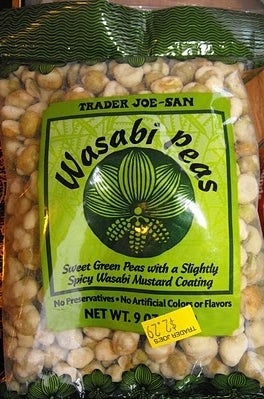 TRADER JOE-SAN
Wasabi Peas
Sweet Green Peas with a Slightly
Spicy Wasabi Mustard Coating
No Preservatives • No Artificial Colors or Flavors
NET WT. 9 OZ
TRADER JOE'S
$2.29